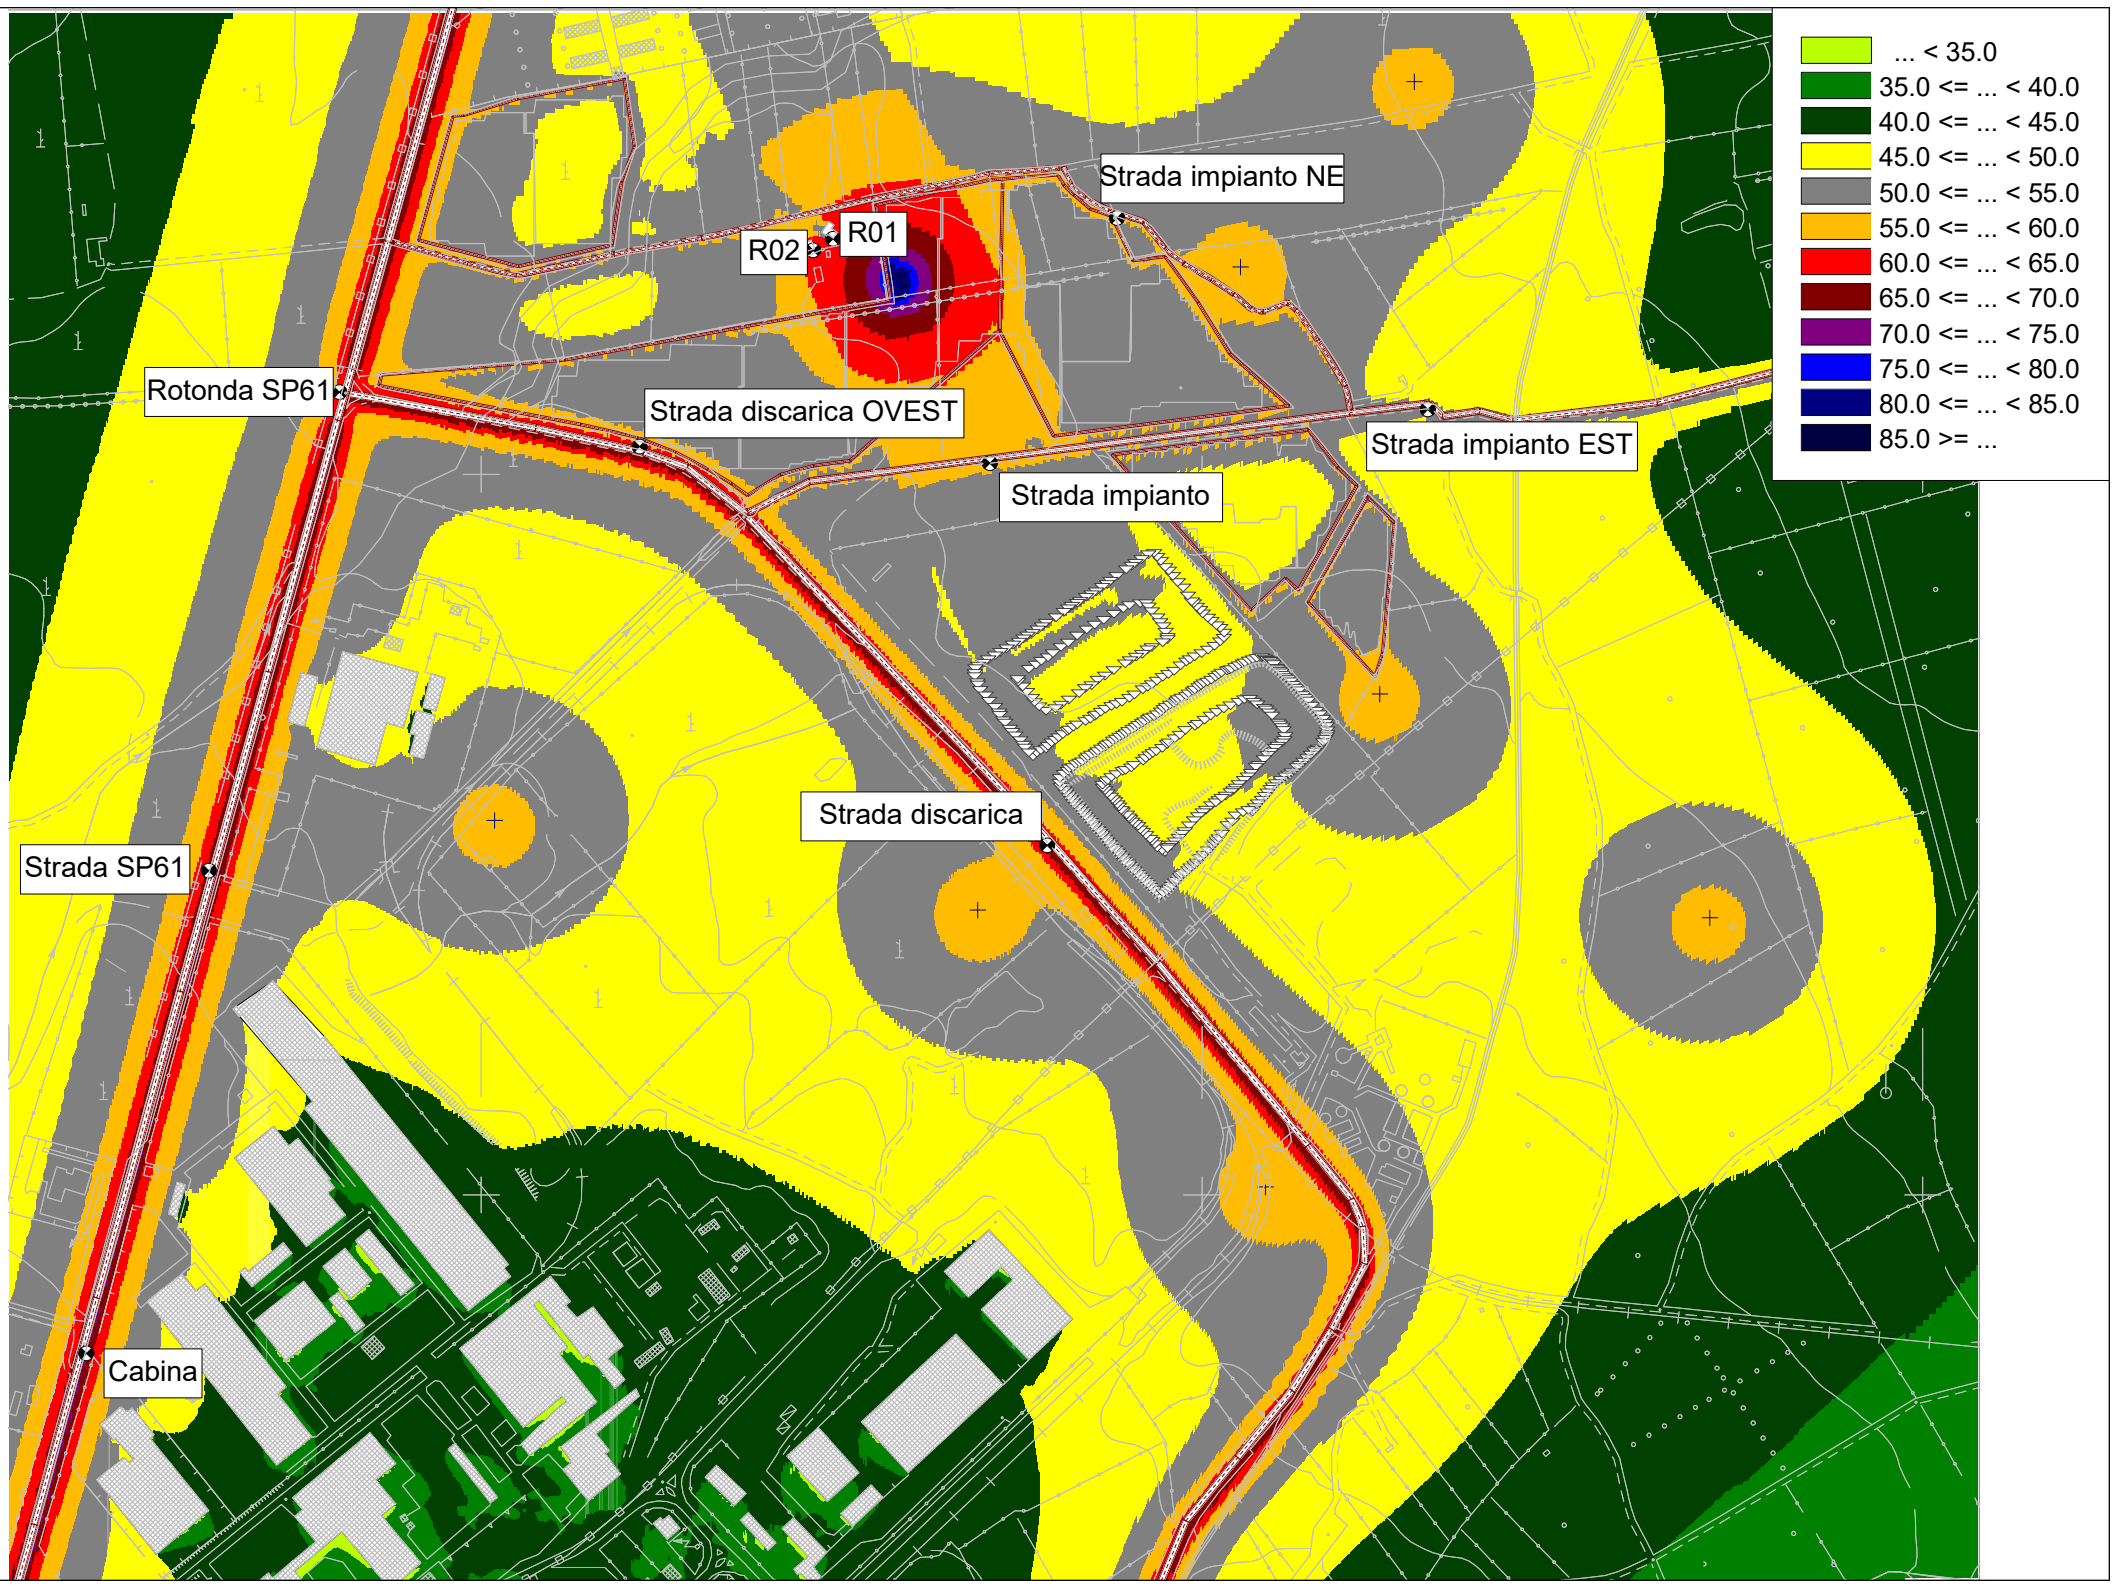 ... < 35.0
35.0 <= ... < 40.0
40.0 <= ... < 45.0
45.0 <= ... < 50.0
50.0 <= ... < 55.0
55.0 <= ... < 60.0
60.0 <= ... < 65.0
65.0 <= ... < 70.0
70.0 <= ... < 75.0
75.0 <= ... < 80.0
80.0 <= ... < 85.0
85.0 >= ...
Strada impianto NE
R01
R02
Rotonda SP61
Strada discarica OVEST
Strada impianto EST
Strada impianto
Strada discarica
Strada SP61
Cabina